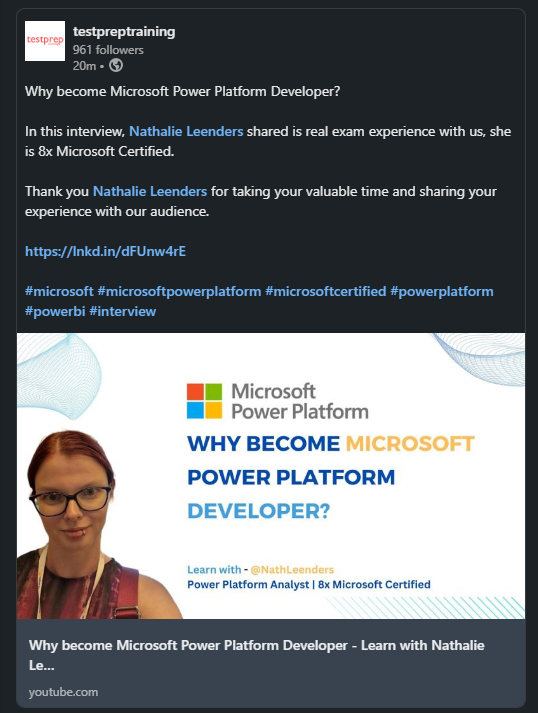 testprep
testpreptraining
961 followers
20m •
Why become Microsoft Power Platform Developer?
In this interview, Nathalie Leenders shared is real exam experience with us, she
is 8x Microsoft Certified.
Thank you Nathalie Leenders for taking your valuable time and sharing your
experience with our audience.
https://lnkd.in/dFUnw4rE
#microsoft #microsoftpowerplatform #microsoftcertified #powerplatform
#powerbi #interview
Microsoft
Power Platform
WHY BECOME MICROSOFT
POWER PLATFORM
DEVELOPER?
Learn with - @NathLeenders
Power Platform Analyst | 8x Microsoft Certified
Why become Microsoft Power Platform Developer - Learn with Nathalie
Le...
youtube.com